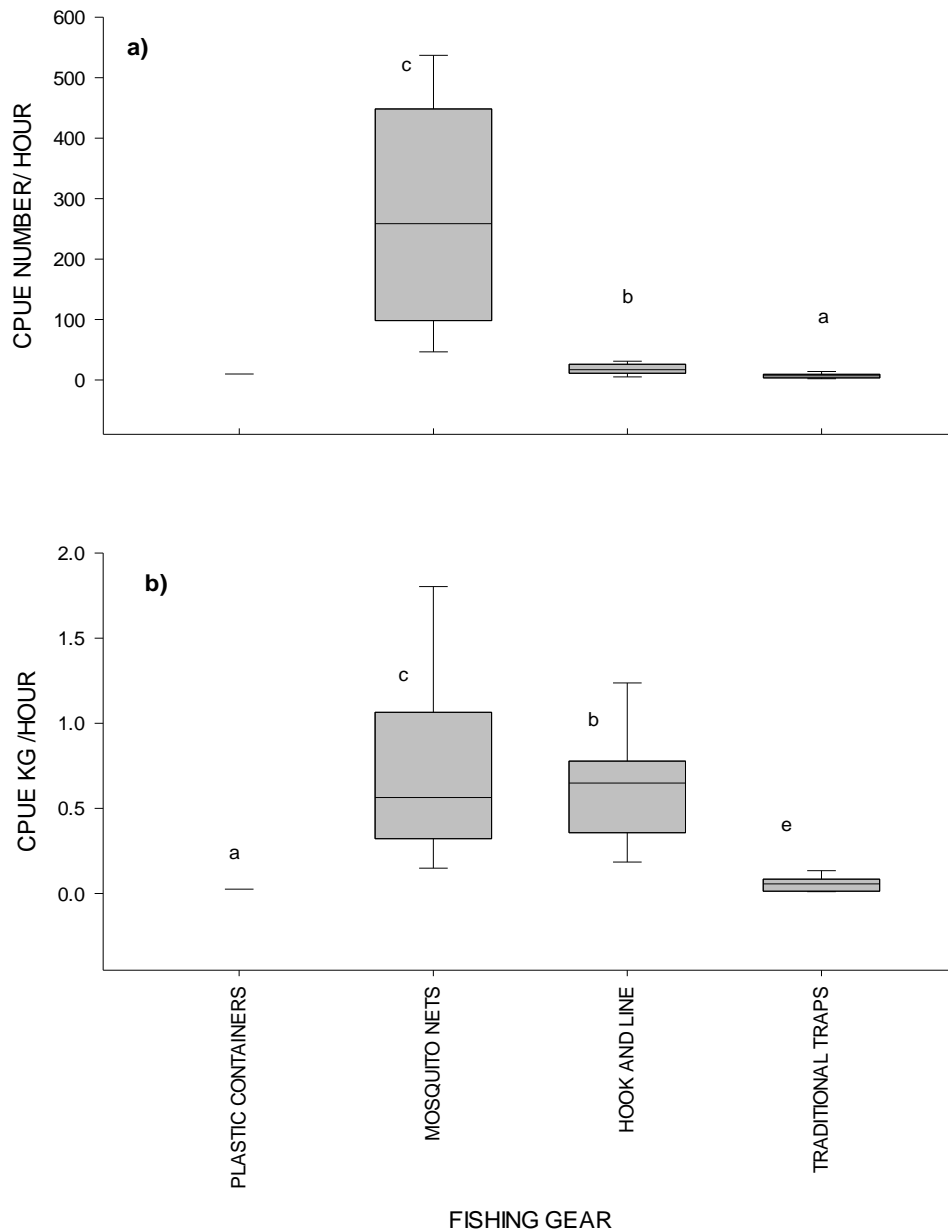 a)
CPUE NUMBER/ HOUR
600
500
400
300
200
100
0
c
b
a
b)
CPUE KG /HOUR
2.0
1.5
1.0
0.5
0.0
a
c
b
e
PLASTIC CONTAINERS
MOSQUITO NETS
HOOK AND LINE
TRADITIONAL TRAPS
FISHING GEAR